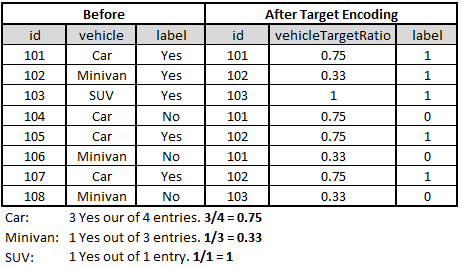 Before After Target Encoding
id vehicle label id vehicleTargetRatio label
101 Car Yes 101 0.75 1
102 Minivan Yes 102 0.33 1
103 SUV Yes 103 1 1
104 Car No 101 0.75 0
105 Car Yes 102 0.75 1
106 Minivan No 101 0.33 0
107 Car Yes 102 0.75 1
108 Minivan No 103 0.33 0
Car: 3 Yes our of 4 entries. 3/4 = 0.75
Minivan: 1 Yes out of 3 entries. 1/3 = 0.33
SUV: 1 Yes out of 1 entry. 1/1 = 1